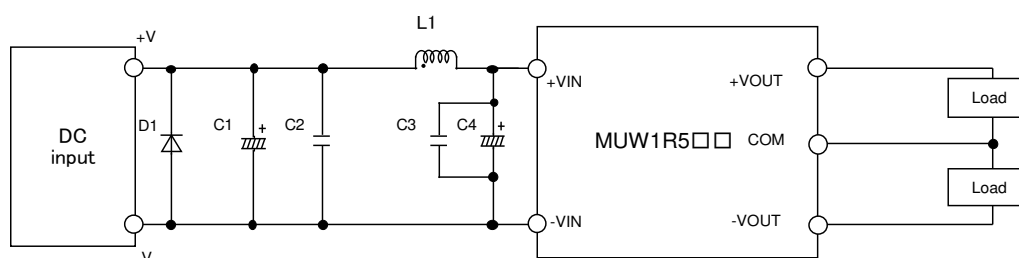 L1
+V
+VIN
+VOUT
Load
D1
C1
+
C2
C3
C4
+
DC
input
MUW1R5□□
COM
Load
-VIN
-VOUT
-V